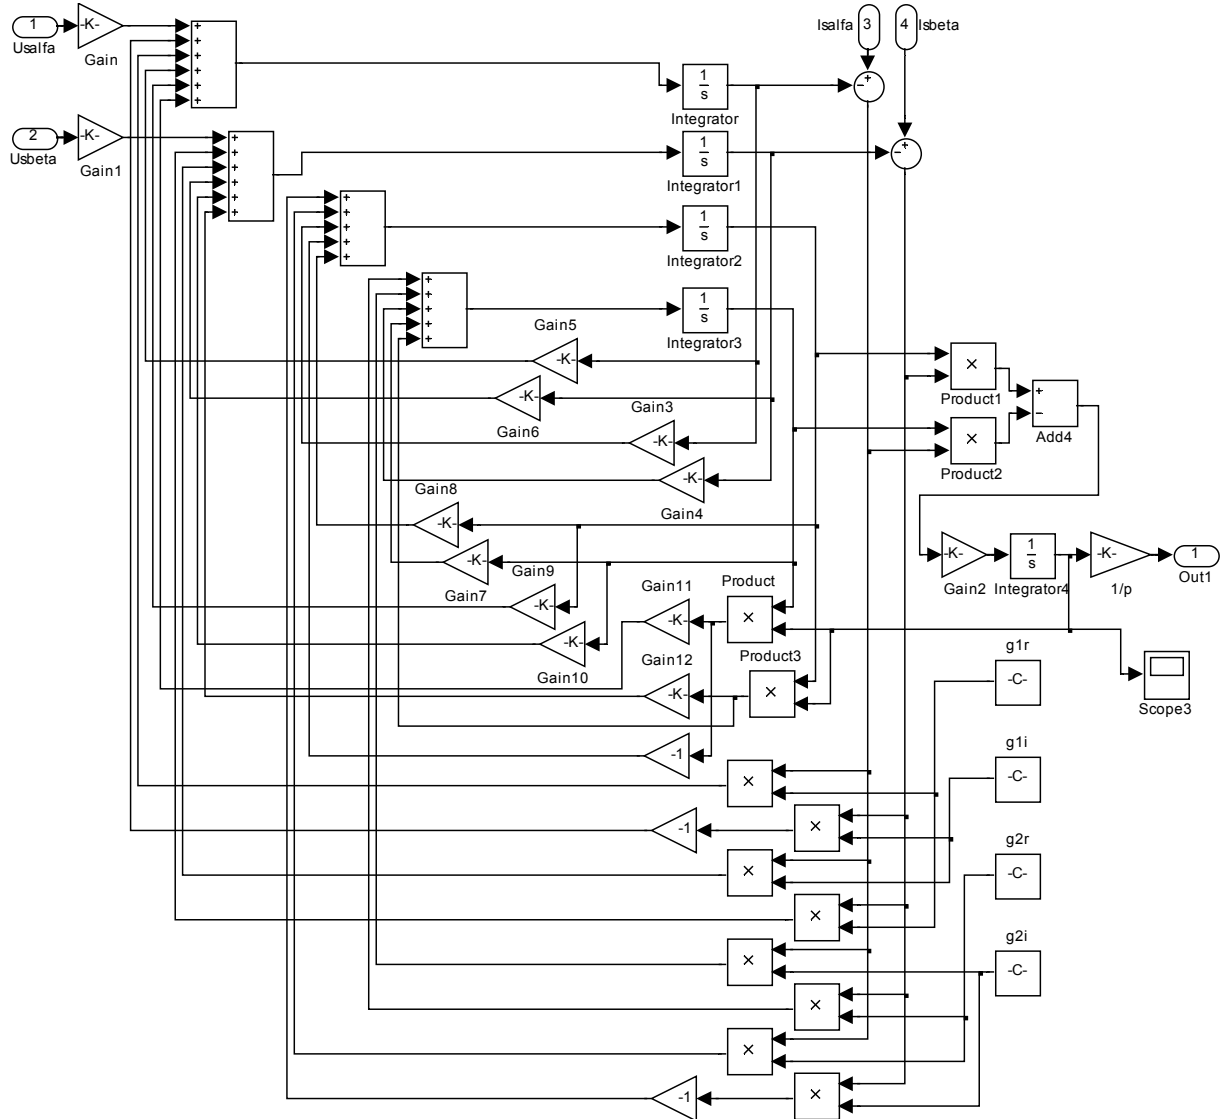 1
Usalfa
-K-
Gain
+
+
+
+
+
+
Isalfa
3
4
Isbeta
2
Usbeta
-K-
Gain1
+
+
+
+
+
+
1
s
Integrator
−
+
1
s
Integrator1
−
+
+
+
+
+
+
1
s
Integrator2
+
+
+
+
+
1
s
Integrator3
Gain5
-K-
×
Product1
+
−
Add4
-K-
Gain3
Gain6
-K-
×
Product2
-K-
Gain8
-K-
Gain4
-K-
Gain9
-K-
Gain2
1
s
Integrator4
-K-
1/p
1
Out1
Gain7
-K-
Gain11
-K-
Product
×
-K-
Gain10
Gain12
-K-
Product3
×
g1r
-C-
Scope3
-1
×
g1i
-C-
-1
×
×
g2r
-C-
×
×
g2i
-C-
×
×
-1
×